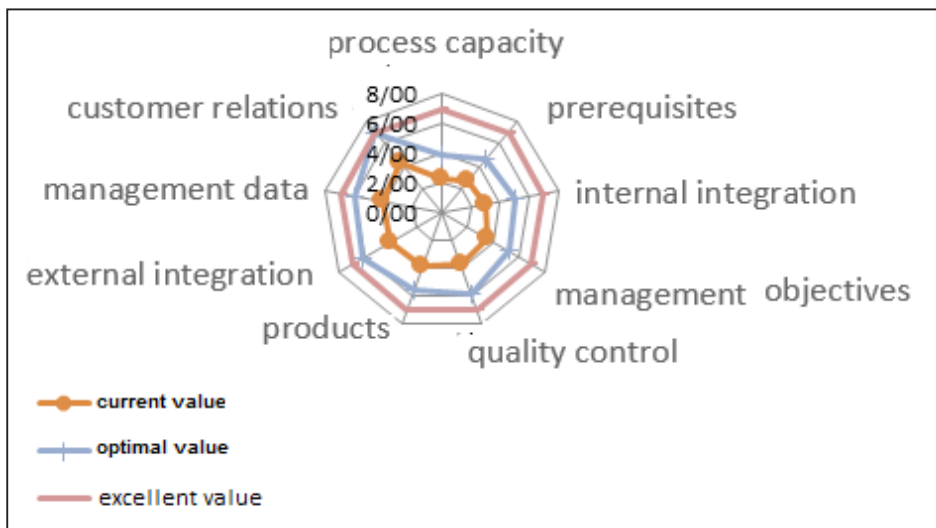 process capacity
8/00
customer relations
prerequisites
6/00
4/00
management data
internal integration
2/00
0/00
external integration
management objectives
products
quality control
current value
optimal value
excellent value